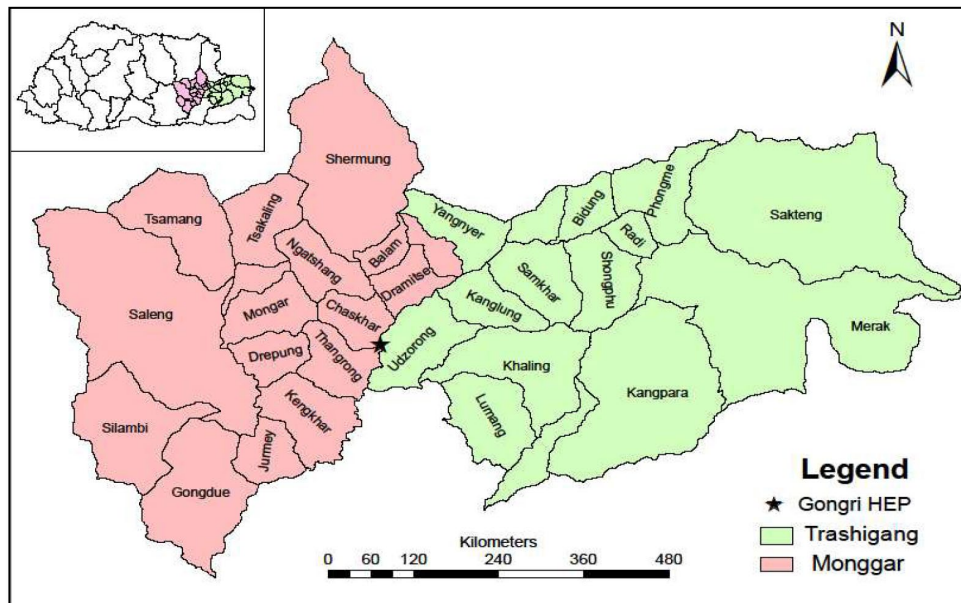 N
Shermung
Tsamang
Tsakaling
Yangnyer
Bidung
Phongme
Sakteng
Radi
Ngatshang
Balam
Dramitse
Samkhar
Shongphu
Saleng
Mongar
Chaskhar
Kanglung
Merak
Drepung
Thangrong
Udzorong
Khaling
Kangpara
Kengkhar
Lumang
Silambi
Jurmey
Gongdue
Legend
Gongri HEP
Trashigang
Monggar
Kilometers
0 60 120 240 360 480